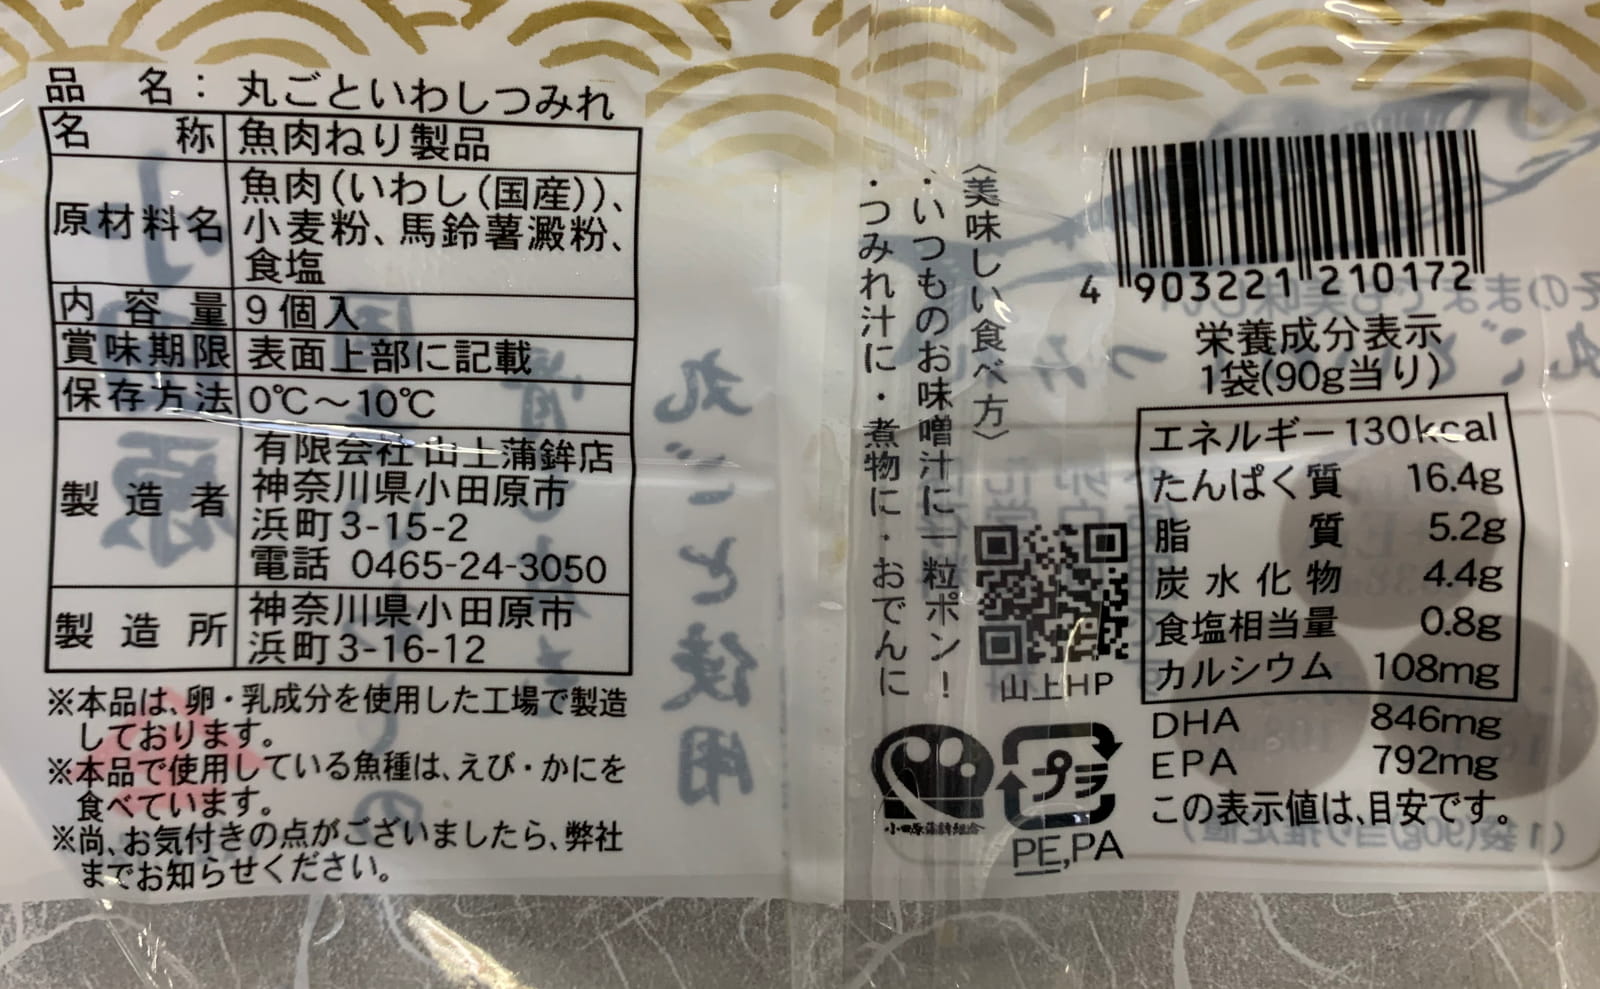 品 名：丸ごといわしつみれ
名 称 魚肉ねり製品
原材料名 魚肉(いわし(国産))、
小麦粉、馬鈴薯澱粉、
食塩
内容量 9個入
賞味期限 表面上部に記載
保存方法 0℃～10℃
製造者 有限会社山上蒲鉾店
神奈川県小田原市
浜町3-15-2
電話 0465-24-3050
製造所 神奈川県小田原市
浜町3-16-12
※本品は、卵・乳成分を使用した工場で製造
しております。
※本品で使用している魚種は、えび・かにを
食べています。
※尚、お気付きの点がございましたら、弊社
までお知らせください。
〈美味しい食べ方〉
・いつものお味噌汁に一粒ポン！
・つみれ汁に・煮物に・おでんに
山上HP
小田原蒲鉾組合
プラ
PE,PA
4 903221 210172
栄養成分表示
1袋(90g当り)
エネルギー 130kcal
たんぱく質 16.4g
脂質 5.2g
炭水化物 4.4g
食塩相当量 0.8g
カルシウム 108mg
DHA 846mg
EPA 792mg
この表示値は、目安です。
丸ごと使用
小田原